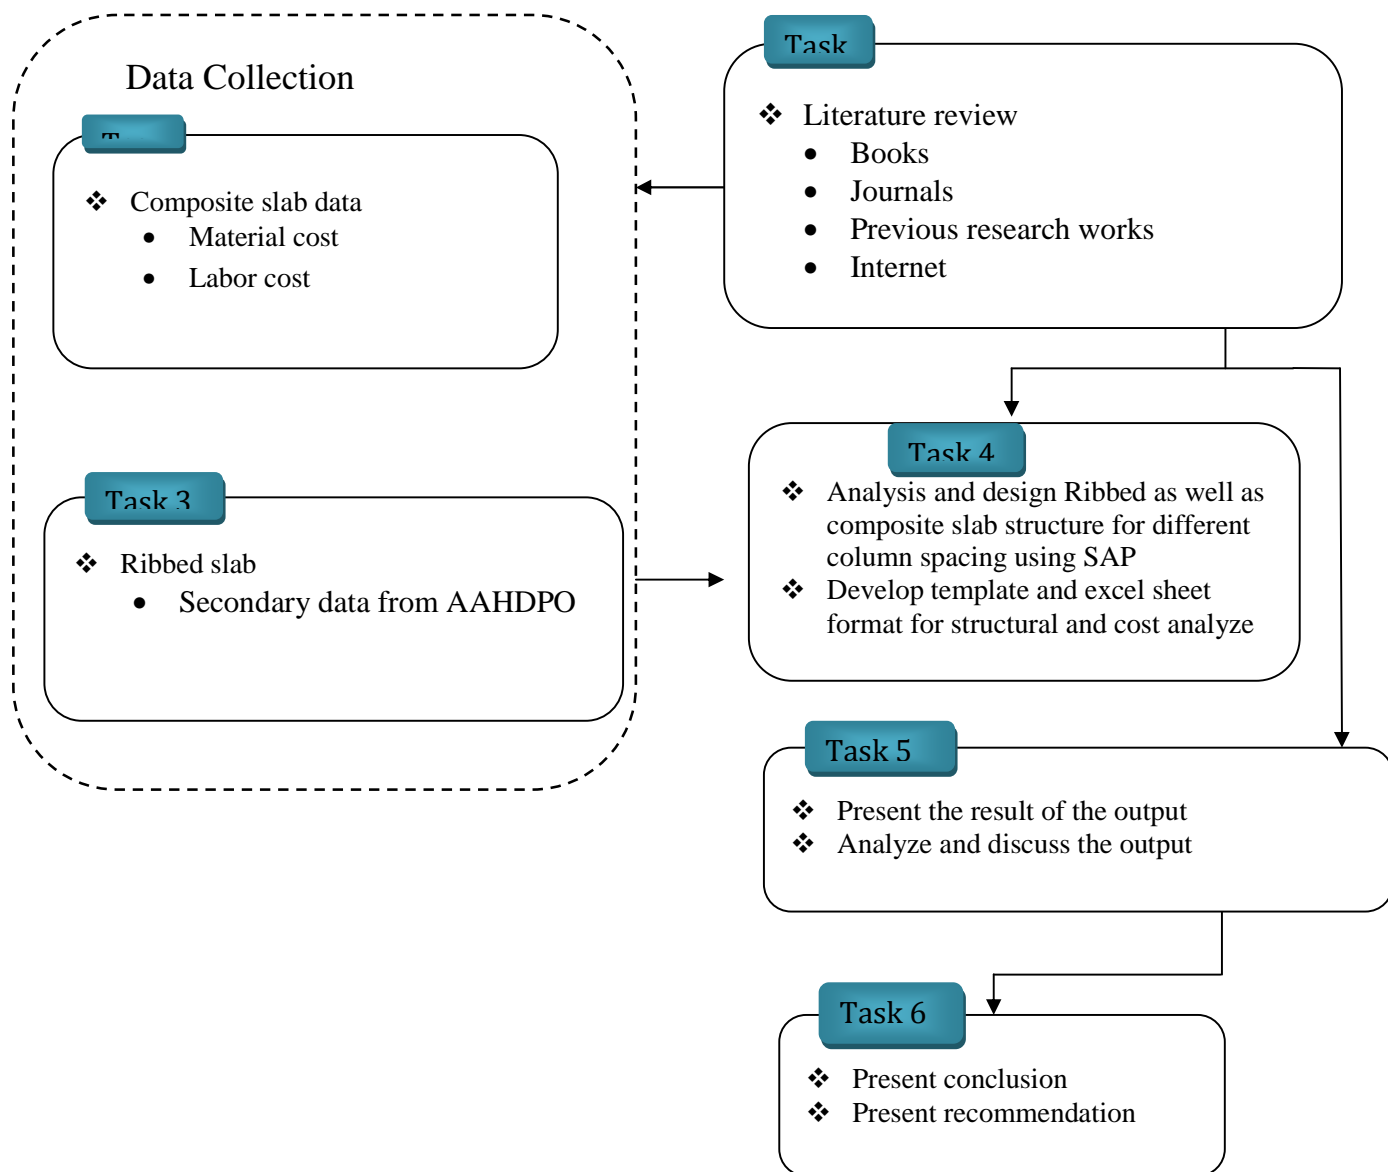 Data Collection
Task
❖ Literature review
• Books
• Journals
• Previous research works
• Internet
❖ Composite slab data
• Material cost
• Labor cost
Task 3
❖ Ribbed slab
• Secondary data from AAHDPO
Task 4
❖ Analysis and design Ribbed as well as
composite slab structure for different
column spacing using SAP
❖ Develop template and excel sheet
format for structural and cost analyze
Task 5
❖ Present the result of the output
❖ Analyze and discuss the output
Task 6
❖ Present conclusion
❖ Present recommendation